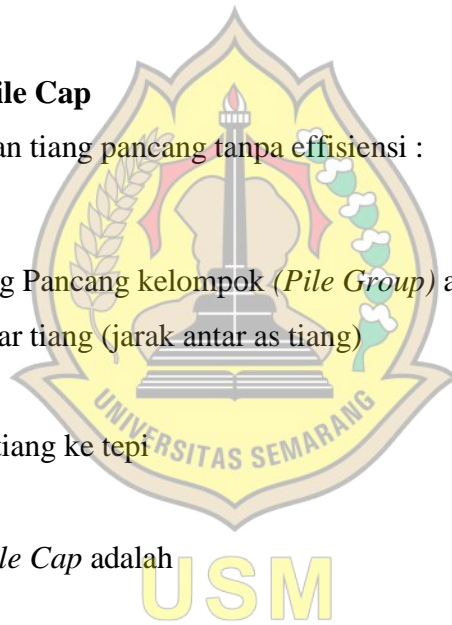 ile Cap
an tiang pancang tanpa effisiensi :
g Pancang kelompok (Pile Group) a
ar tiang (jarak antar as tiang)
UNIVERSITAS SEMARANG
tiang ke tepi
le Cap adalah
USM